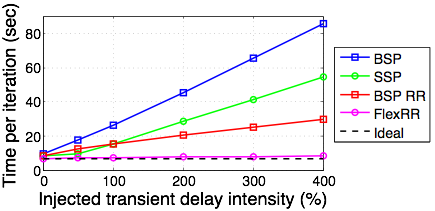 Time per iteration (sec)
80
60
40
20
0
0 100 200 300 400
Injected transient delay intensity (%)
BSP
SSP
BSP RR
FlexRR
Ideal